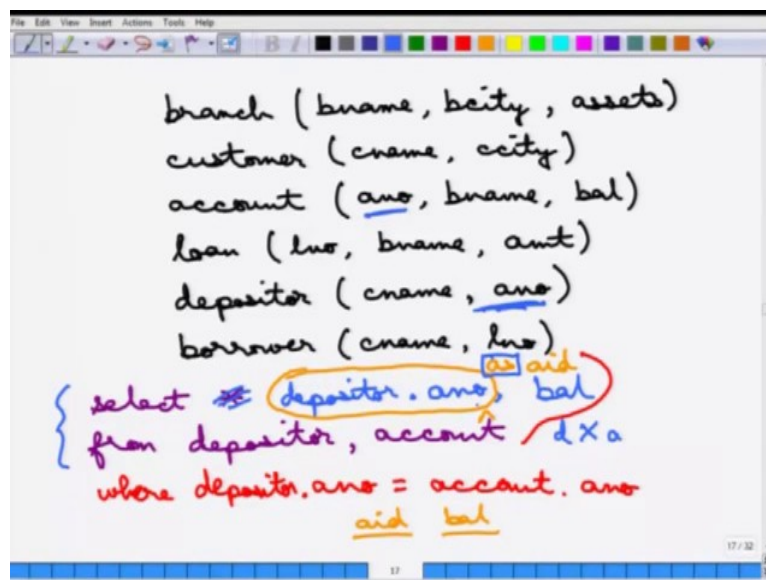 File Edit View Insert Actions Tools Help
branch (bname, bcity, assets)
customer (cname, ccity)
account (ano, bname, bal)
loan (lno, bname, amt)
depositor (cname, ano)
borrower (cname, lno)
as aid
select * depositor.ano, bal
from depositor, account d x a
where depositor.ano = account.ano
aid bal
17/32
17